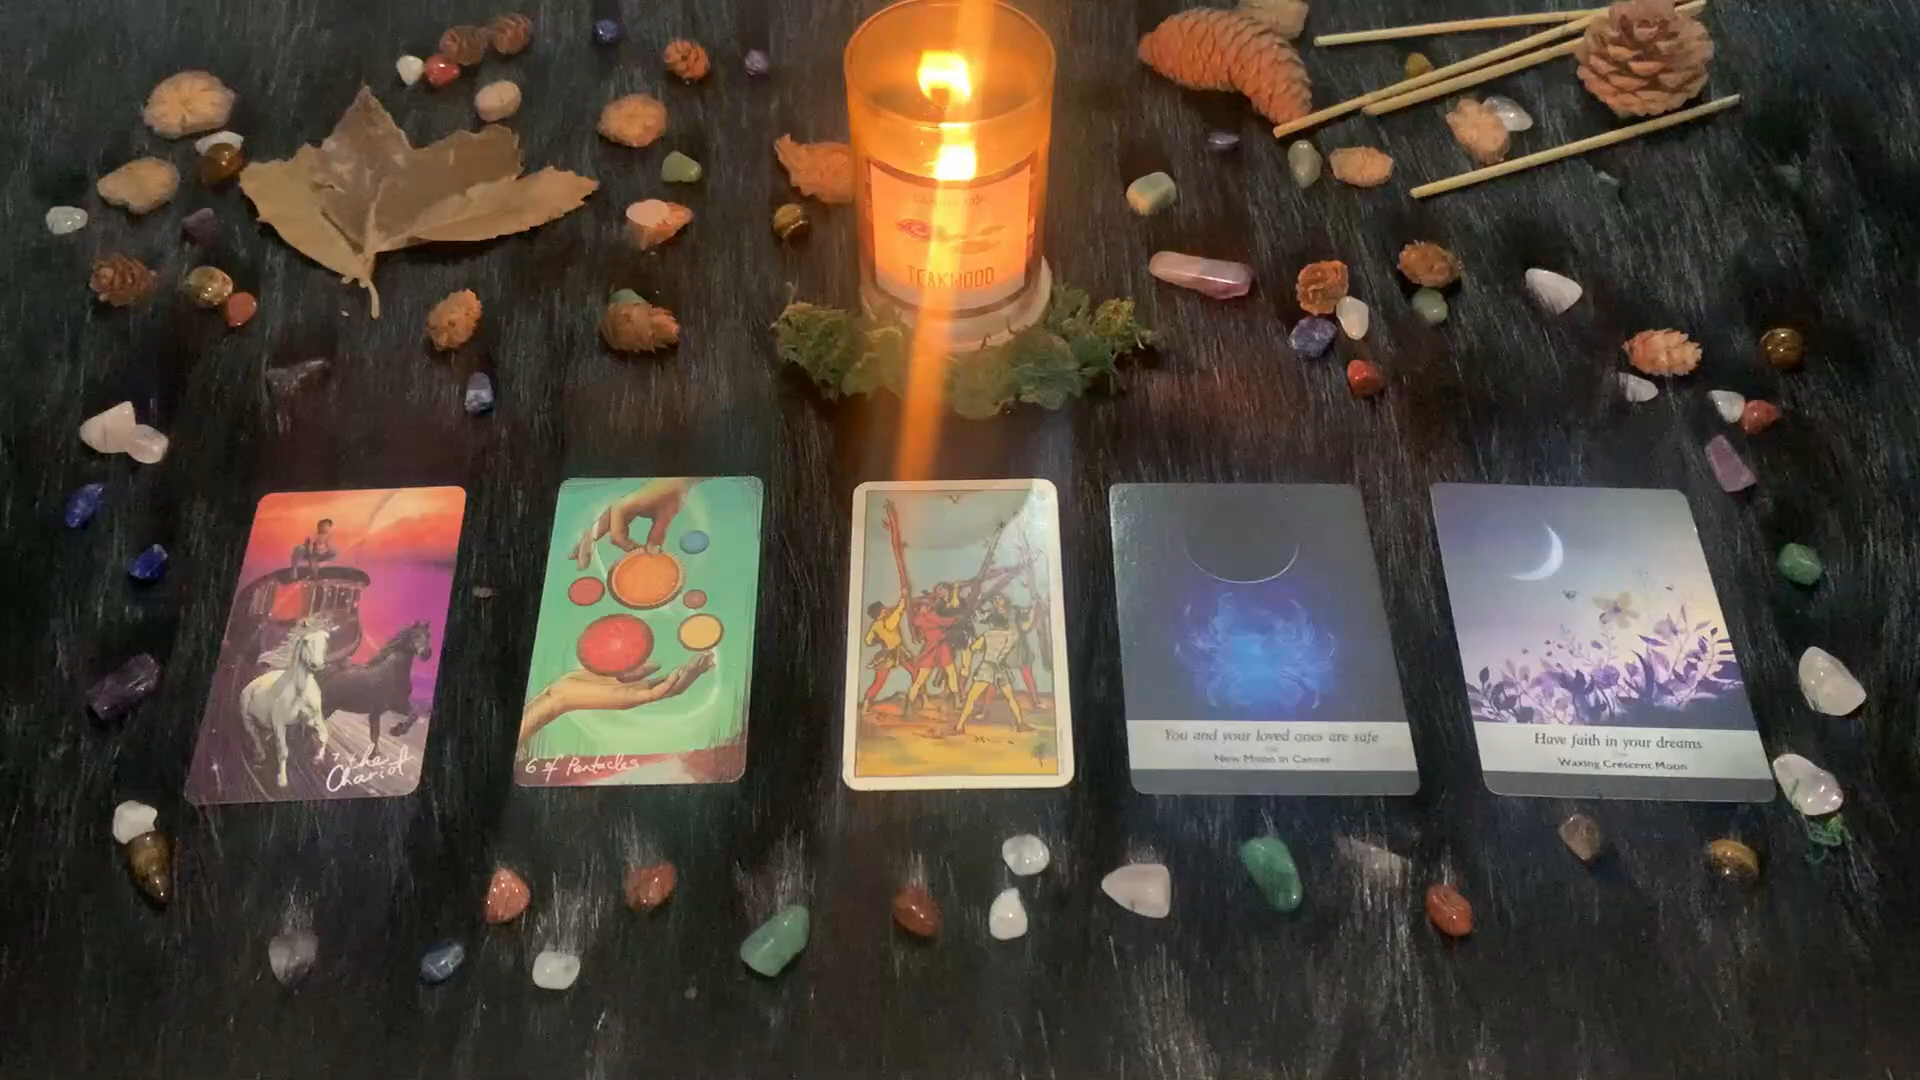 TEAKWOOD
7. the
Chariot
6 of Pentacles
V
You and your loved ones are safe
New Moon in Cancer
Have faith in your dreams
Waxing Crescent Moon